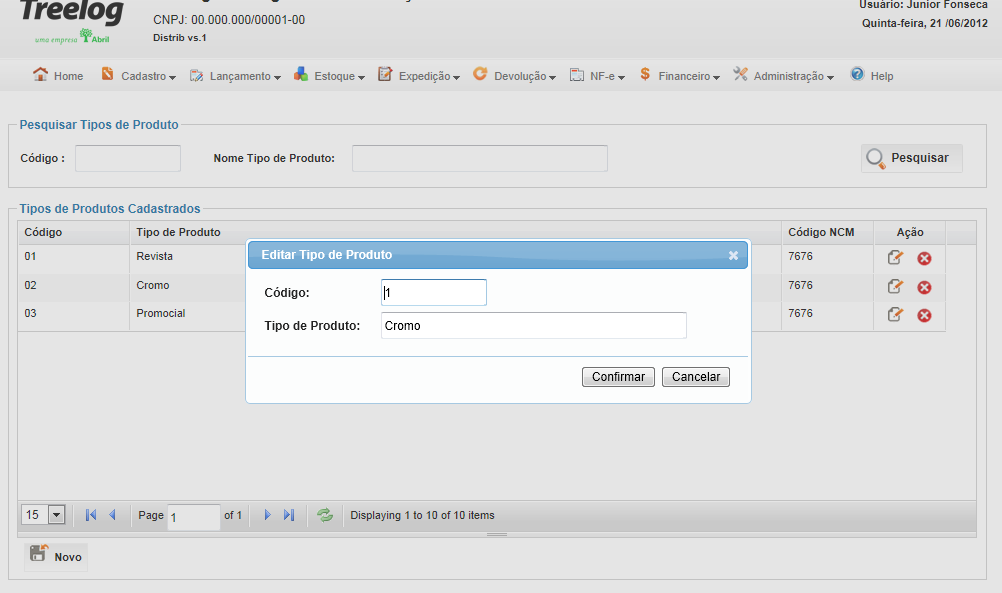 Treelog
uma empresa Abril
CNPJ: 00.000.000/00001-00
Distrib vs.1
Usuário: Junior Fonseca
Quinta-feira, 21 /06/2012
Home Cadastro Lançamento Estoque Expedição Devolução NF-e Financeiro Administração Help
Pesquisar Tipos de Produto
Código : Nome Tipo de Produto: Pesquisar
Tipos de Produtos Cadastrados
Código Tipo de Produto Código NCM Ação
01 Revista 7676
02 Cromo 7676
03 Promocial 7676
Editar Tipo de Produto
Código: 1
Tipo de Produto: Cromo
Confirmar Cancelar
15 Page 1 of 1 Displaying 1 to 10 of 10 items
Novo